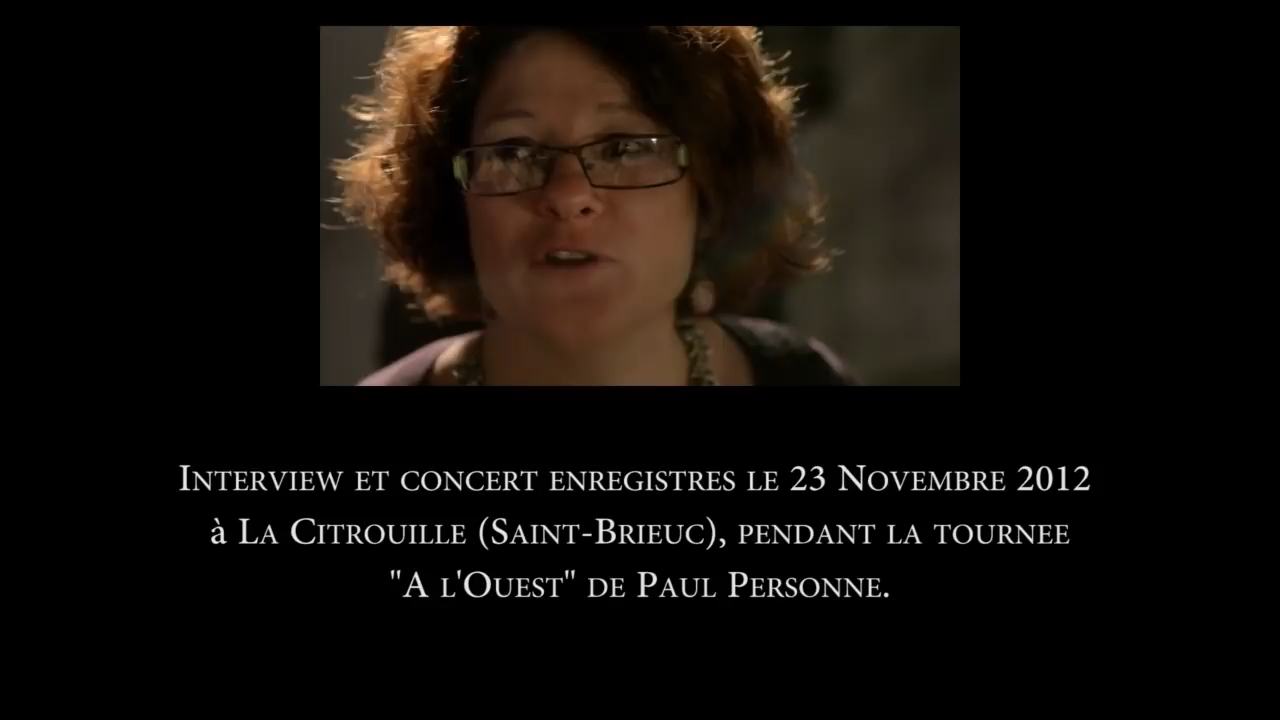 Interview et concert enregistres le 23 Novembre 2012
à La Citrouille (Saint-Brieuc), pendant la tournee
"A l'Ouest" de Paul Personne.